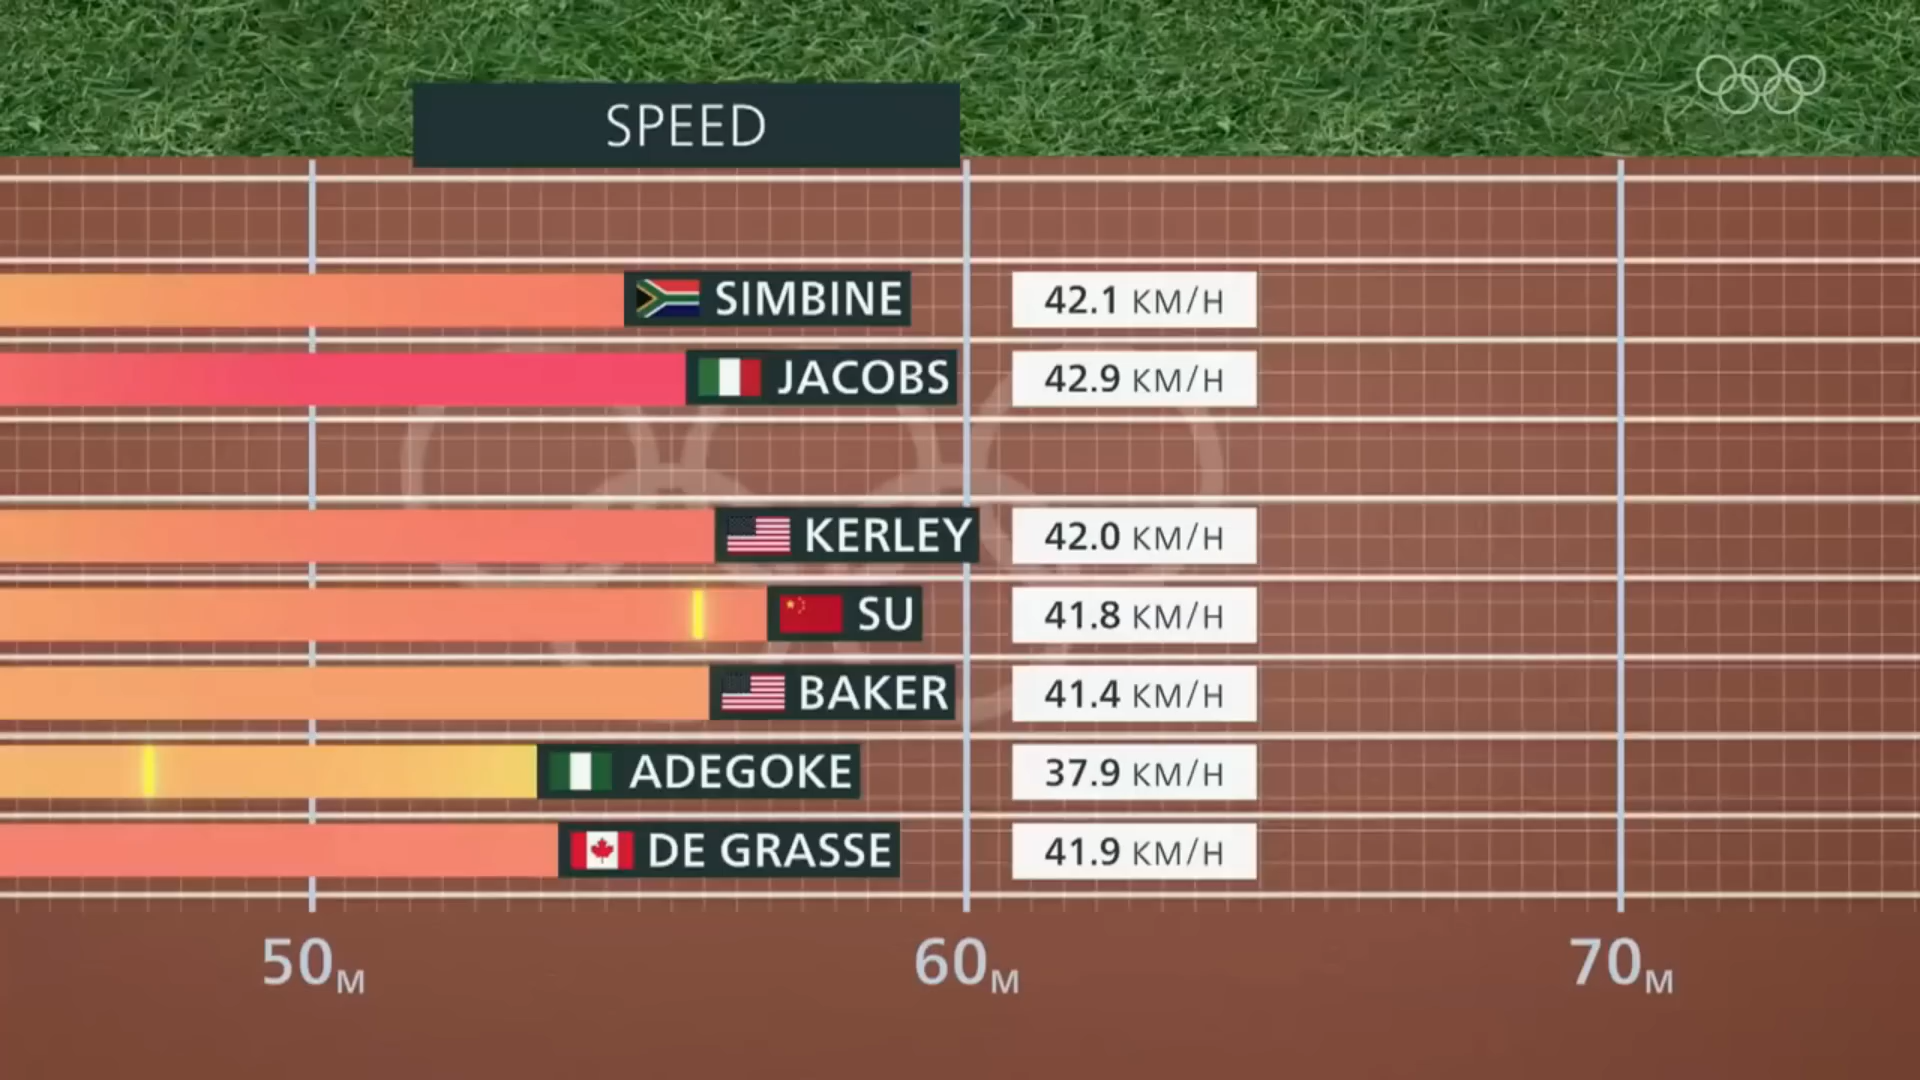 SPEED
SIMBINE 42.1 KM/H
JACOBS 42.9 KM/H
KERLEY 42.0 KM/H
SU 41.8 KM/H
BAKER 41.4 KM/H
ADEGOKE 37.9 KM/H
DE GRASSE 41.9 KM/H
50M 60M 70M